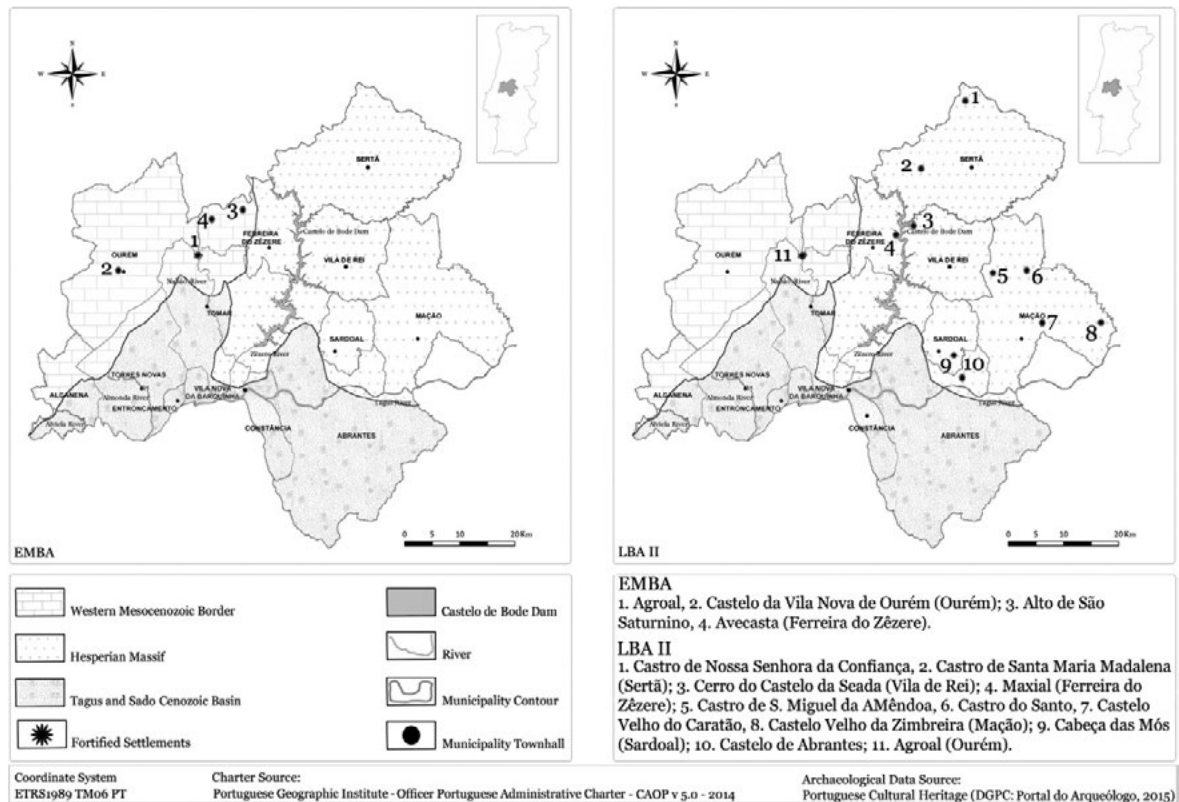 N
W
E
S
SERTÃ
3
4
FERREIRA
DO ZÊZERE
Castelo de Bode Dam
1
OURÉM
2
VILA DE REI
Nabão River
TOMAR
MAÇÃO
SARDOAL
Zêzere River
TORRES NOVAS
VILA NOVA
DA BARQUINHA
ALCANENA
Almonda River
ENTRONCAMENTO
Tagus River
Alviela River
CONSTÂNCIA
ABRANTES
0 5 10 20 Km
EMBA
N
W
E
S
1
2
SERTÃ
3
Castelo de Bode Dam
FERREIRA
DO ZÊZERE
4
OURÉM
11
VILA DE REI
5
6
Nabão River
TOMAR
MAÇÃO
7
8
SARDOAL
Zêzere River
9
10
TORRES NOVAS
VILA NOVA
DA BARQUINHA
ALCANENA
Almonda River
ENTRONCAMENTO
Tagus River
Alviela River
CONSTÂNCIA
ABRANTES
0 5 10 20 Km
LBA II
Western Mesocenozoic Border
Hesperian Massif
Tagus and Sado Cenozoic Basin
Fortified Settlements
Castelo de Bode Dam
River
Municipality Contour
Municipality Townhall
EMBA
1. Agroal, 2. Castelo da Vila Nova de Ourém (Ourém); 3. Alto de São
Saturnino, 4. Avecasta (Ferreira do Zêzere).
LBA II
1. Castro de Nossa Senhora da Confiança, 2. Castro de Santa Maria Madalena
(Sertã); 3. Cerro do Castelo da Seada (Vila de Rei); 4. Maxial (Ferreira do
Zêzere); 5. Castro de S. Miguel da AMêndoa, 6. Castro do Santo, 7. Castelo
Velho do Caratão, 8. Castelo Velho da Zimbreira (Mação); 9. Cabeça das Mós
(Sardoal); 10. Castelo de Abrantes; 11. Agroal (Ourém).
Coordinate System
ETRS1989 TM06 PT
Charter Source:
Portuguese Geographic Institute - Officer Portuguese Administrative Charter - CAOP v 5.0 - 2014
Archaeological Data Source:
Portuguese Cultural Heritage (DGPC: Portal do Arqueólogo, 2015)